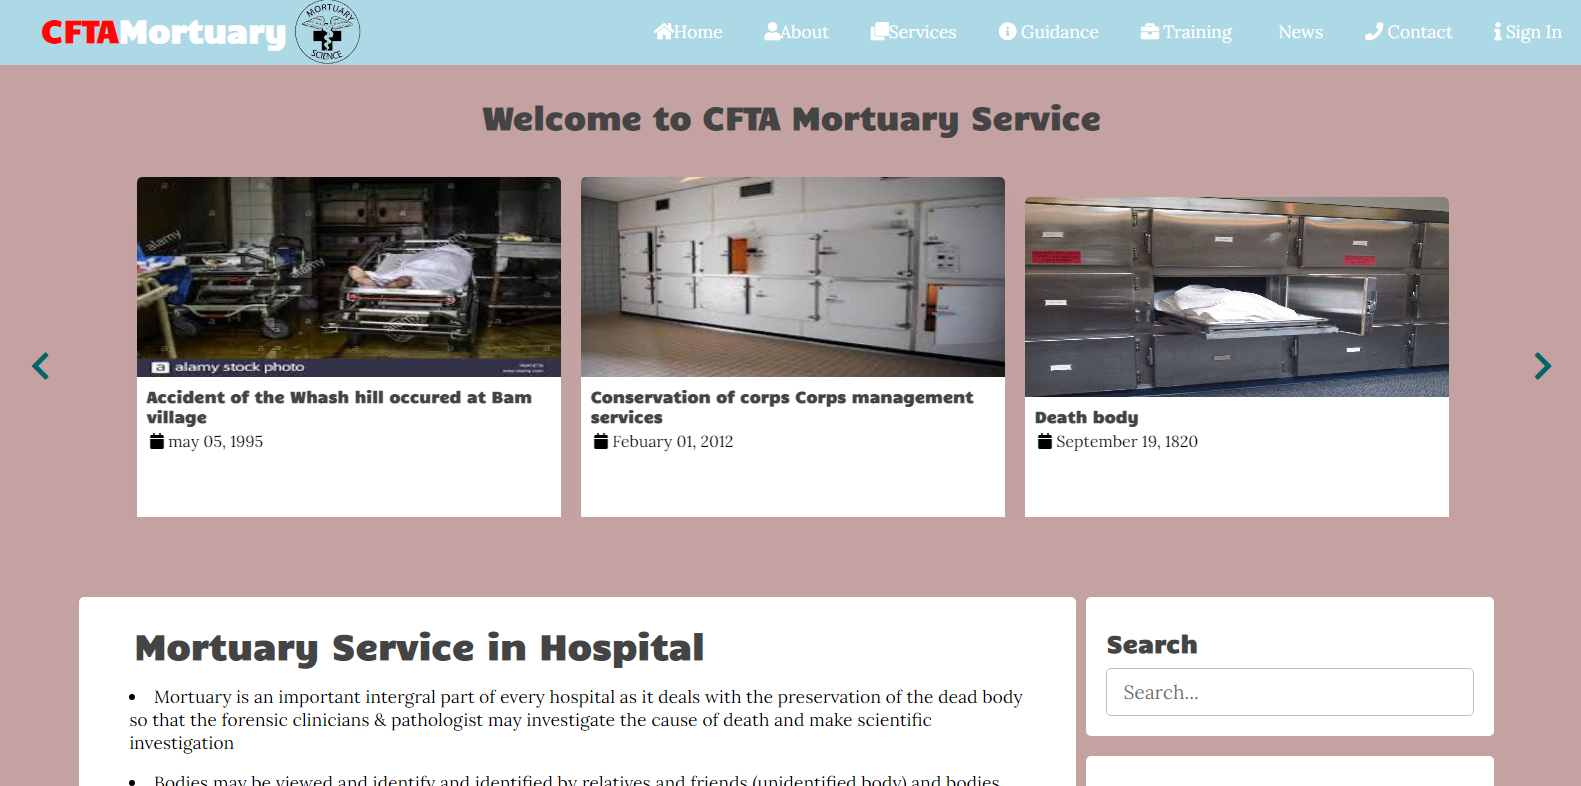 CFTAMortuary
MORTUARY
SCIENCE
Home About Services Guidance Training News Contact Sign In
Welcome to CFTA Mortuary Service
alamy
a alamy stock photo
Accident of the Whash hill occured at Bam
village
may 05, 1995
Conservation of corps Corps management
services
Febuary 01, 2012
Death body
September 19, 1820
Mortuary Service in Hospital
• Mortuary is an important intergral part of every hospital as it deals with the preservation of the dead body
so that the forensic clinicians & pathologist may investigate the cause of death and make scientific
investigation
• Bodies may be viewed and identify and identified by relatives and friends (unidentified body) and bodies
Search
Search...